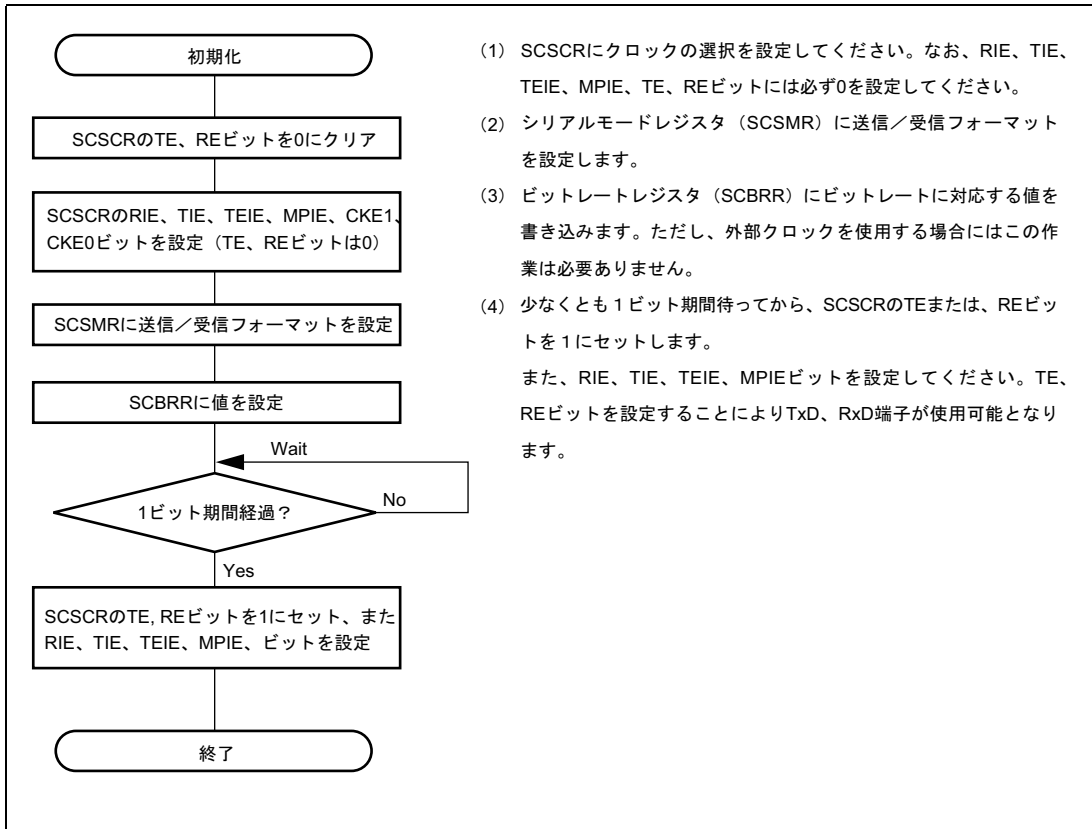 初期化
SCSCRのTE、REビットを0にクリア
SCSCRのRIE、TIE、TEIE、MPIE、CKE1、
CKE0ビットを設定（TE、REビットは0）
SCSMRに送信／受信フォーマットを設定
SCBRRに値を設定
Wait
1ビット期間経過？
No
Yes
SCSCRのTE, REビットを1にセット、また
RIE、TIE、TEIE、MPIE、ビットを設定
終了
（1） SCSCRにクロックの選択を設定してください。なお、RIE、TIE、
TEIE、MPIE、TE、REビットには必ず0を設定してください。
（2） シリアルモードレジスタ（SCSMR）に送信／受信フォーマット
を設定します。
（3） ビットレートレジスタ（SCBRR）にビットレートに対応する値を
書き込みます。ただし、外部クロックを使用する場合にはこの作
業は必要ありません。
（4） 少なくとも１ビット期間待ってから、SCSCRのTEまたは、REビッ
トを１にセットします。
また、RIE、TIE、TEIE、MPIEビットを設定してください。TE、
REビットを設定することによりTxD、RxD端子が使用可能となり
ます。